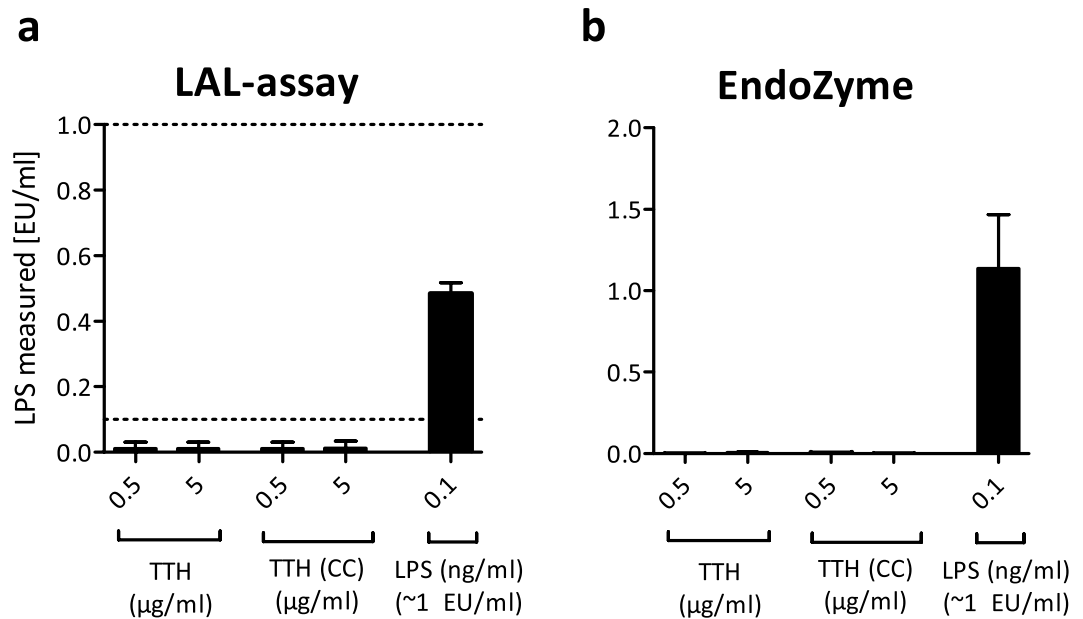 a
LAL-assay
LPS measured [EU/ml]
1.0
0.8
0.6
0.4
0.2
0.0
0.5 5 0.5 5 0.1
TTH TTH (CC) LPS (ng/ml)
(µg/ml) (µg/ml) (~1 EU/ml)
b
EndoZyme
2.0
1.5
1.0
0.5
0.0
0.5 5 0.5 5 0.1
TTH TTH (CC) LPS (ng/ml)
(µg/ml) (µg/ml) (~1 EU/ml)